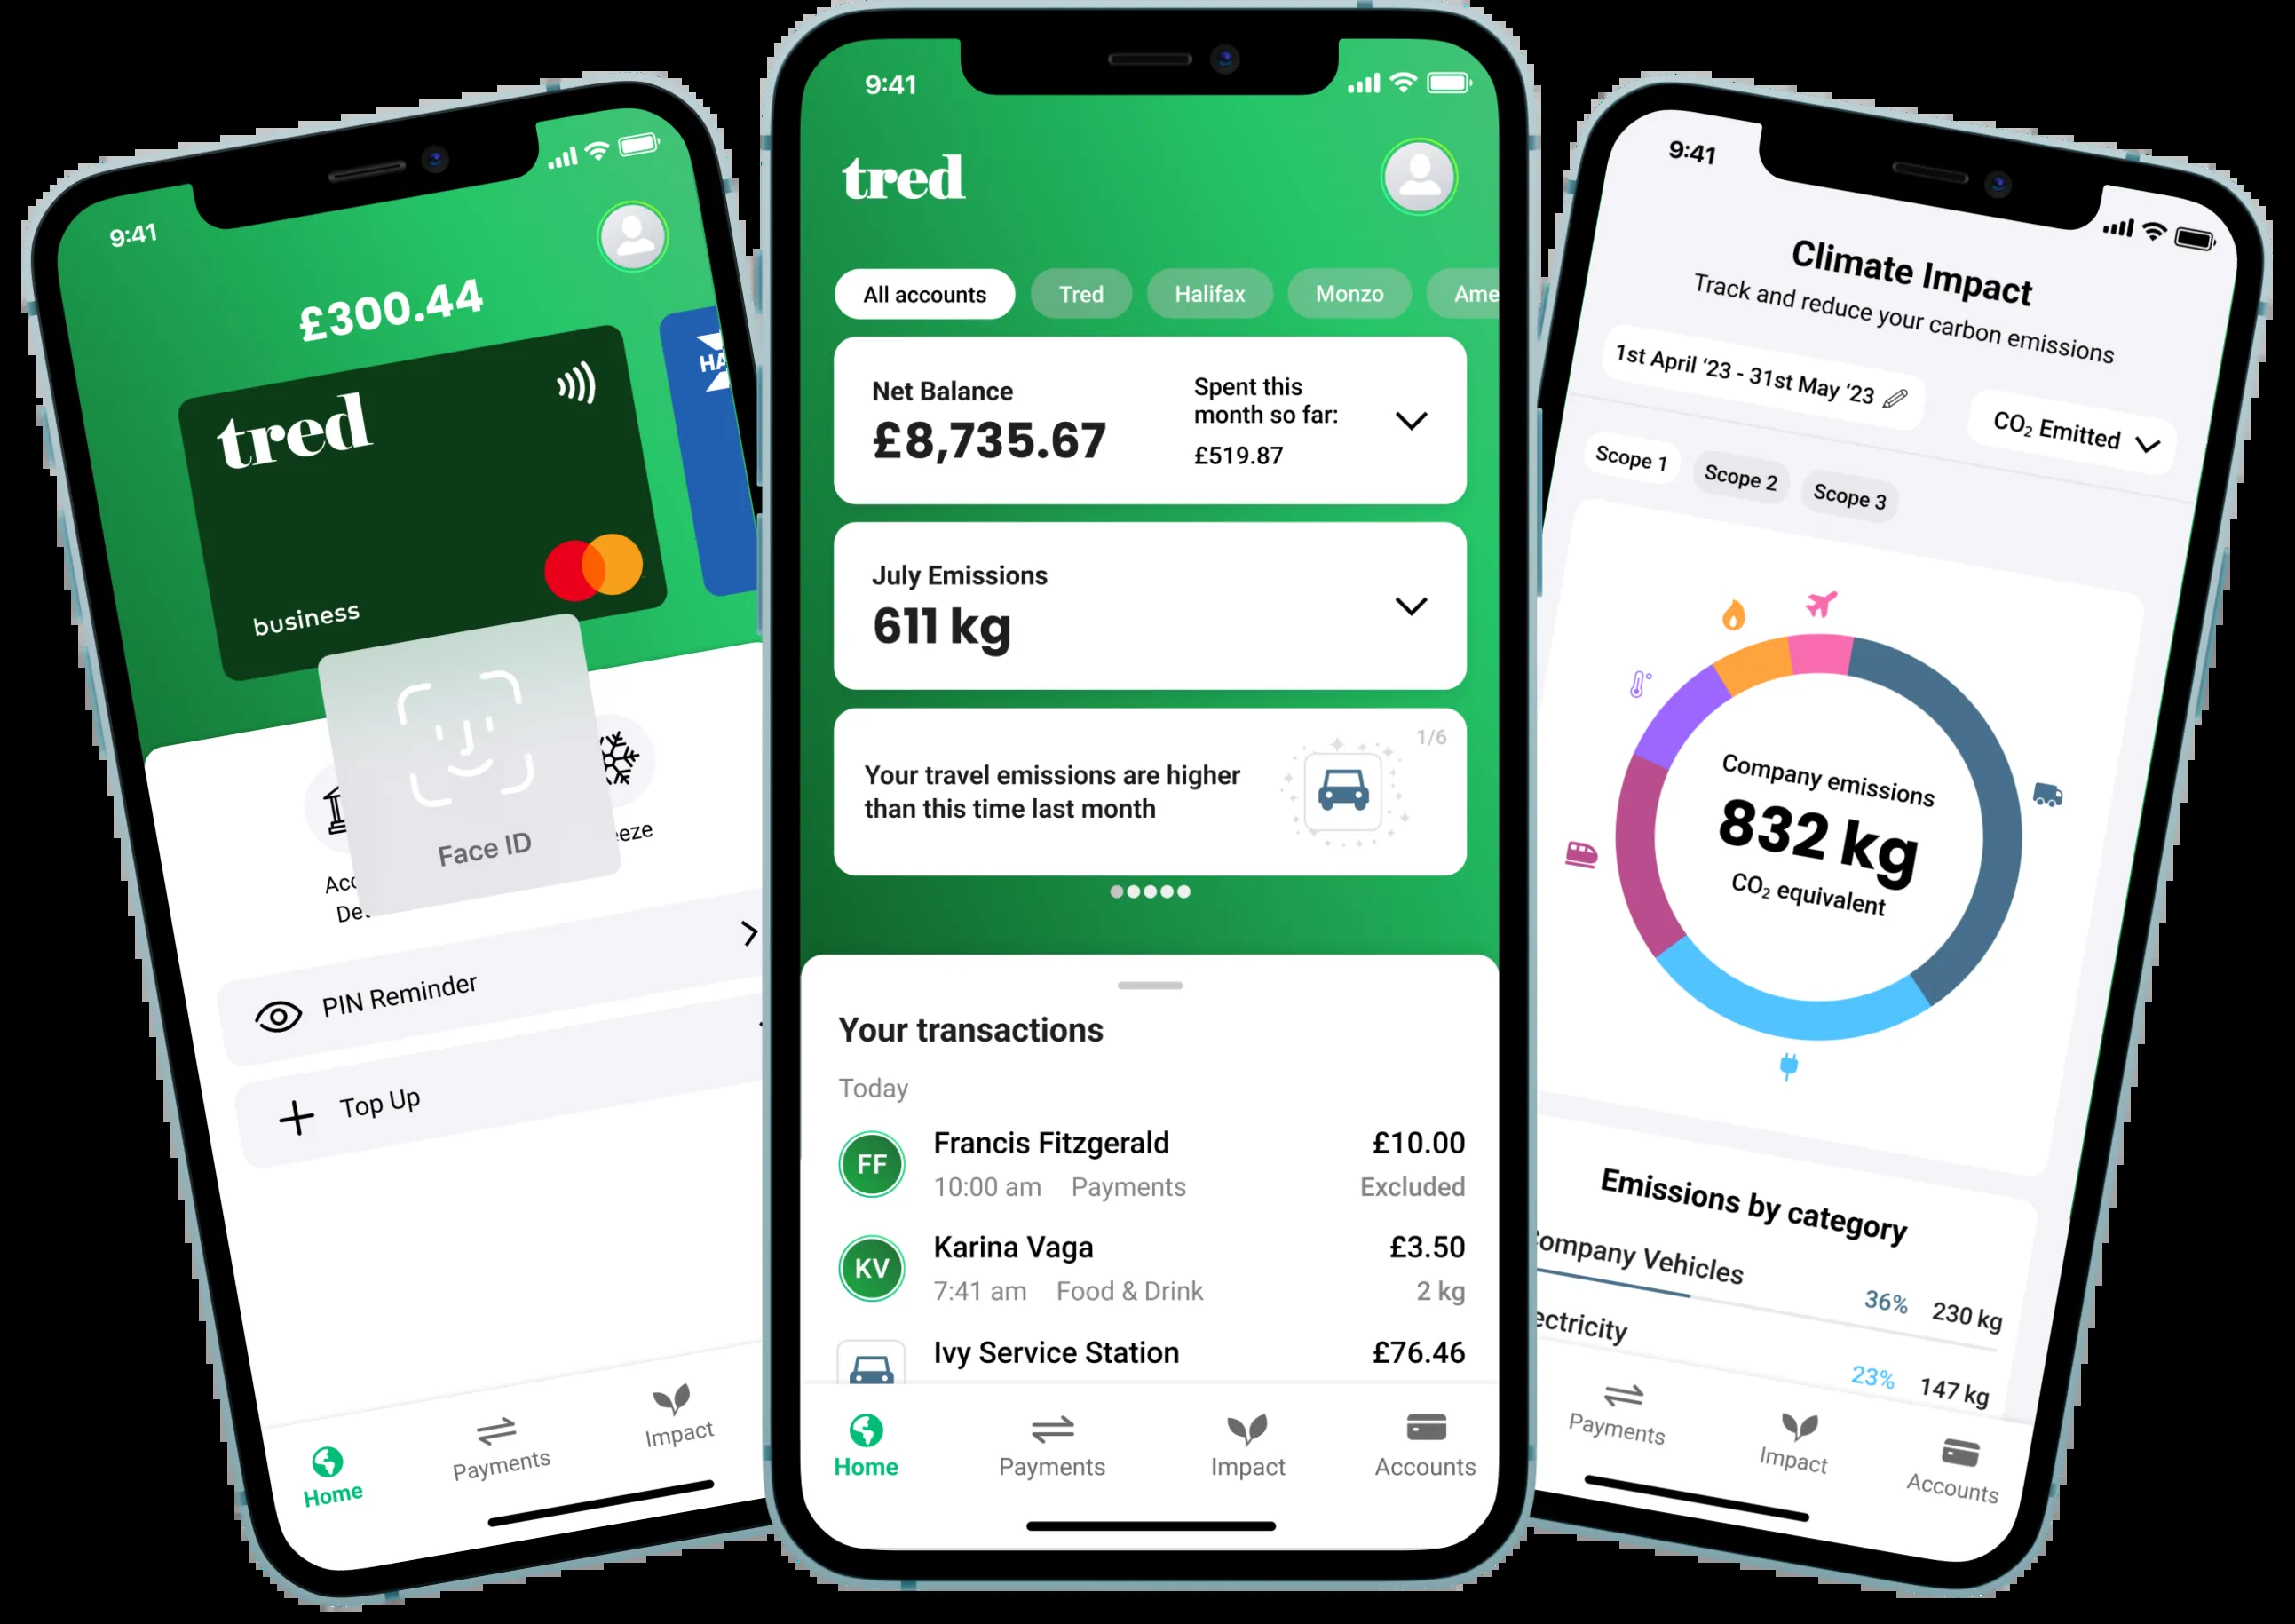 9:41
£300.44
tred
business
HA
Face ID
PIN Reminder
Top Up
Home
Payments
Impact
9:41
tred
All accounts
Tred
Halifax
Monzo
Ame
Net Balance
£8,735.67
Spent this
month so far:
£519.87
July Emissions
611 kg
1/6
Your travel emissions are higher
than this time last month
Your transactions
Today
FF
Francis Fitzgerald
£10.00
10:00 am
Payments
Excluded
KV
Karina Vaga
£3.50
7:41 am
Food & Drink
2 kg
Ivy Service Station
£76.46
Home
Payments
Impact
Accounts
9:41
Climate Impact
Track and reduce your carbon emissions
1st April ‘23 - 31st May ‘23
CO₂ Emitted
Scope 1
Scope 2
Scope 3
Company emissions
832 kg
CO₂ equivalent
Emissions by category
ompany Vehicles
36%
230 kg
ectricity
23%
147 kg
Payments
Impact
Accounts